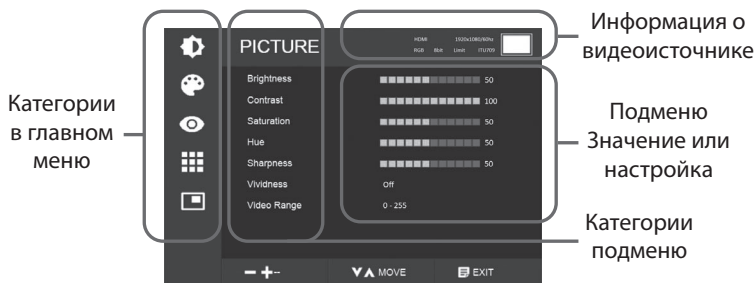 Информация о
видеоисточнике
Категории
в главном
меню
PICTURE
HDMI 1920x1080/60hz
RGB 8bit Limit ITU709
Brightness 50
Contrast 100
Saturation 50
Hue 50
Sharpness 50
Vividness Off
Video Range 0 - 255
Подменю
Значение или
настройка
Категории
подменю
MOVE EXIT